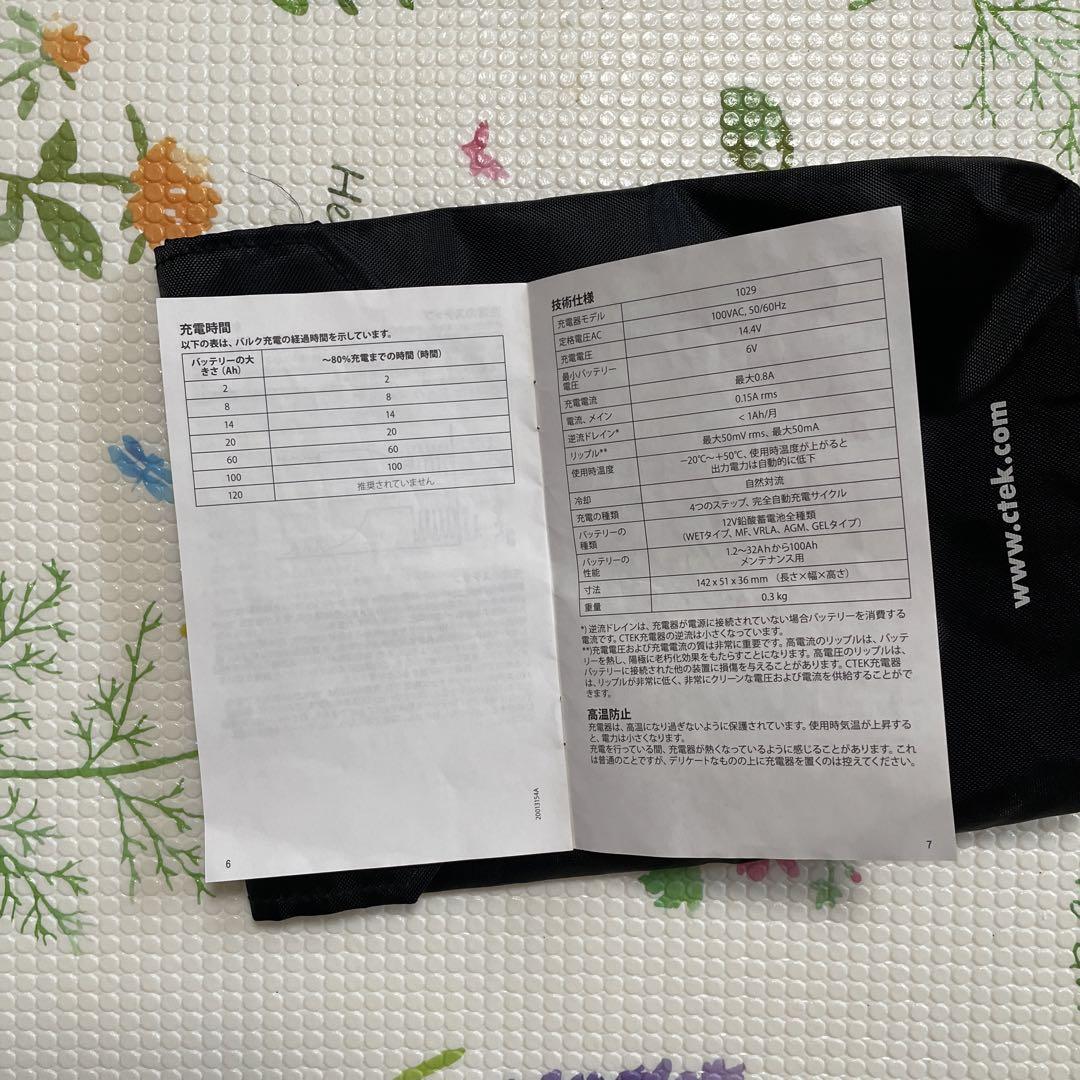 He
充電時間
以下の表は、バルク充電の経過時間を示しています。
バッテリーの大きさ（Ah） ～80%充電までの時間（時間）
2 2
8 8
14 14
20 20
60 60
100 100
120 推奨されていません
20013154A
6
技術仕様
充電器モデル 1029
定格電圧AC 100VAC, 50/60Hz
充電電圧 14.4V
最小バッテリー電圧 6V
充電電流 最大0.8A
電流、メイン 0.15A rms
逆流ドレイン* < 1Ah/月
リップル** 最大50mV rms、最大50mA
使用時温度 −20℃～＋50℃、使用時温度が上がると
出力電力は自動的に低下
冷却 自然対流
充電の種類 4つのステップ、完全自動充電サイクル
バッテリーの種類 12V鉛酸蓄電池全種類
（WETタイプ、MF、VRLA、AGM、GELタイプ）
バッテリーの性能 1.2～32Ahから100Ah
メンテナンス用
寸法 142 x 51 x 36 mm （長さ×幅×高さ）
重量 0.3 kg
*) 逆流ドレインは、充電器が電源に接続されていない場合バッテリーを消費する
電流です。CTEK充電器の逆流は小さくなっています。
**)充電電圧および充電電流の質は非常に重要です。高電流のリップルは、バッテ
リーを熱し、陽極に老朽化効果をもたらすことになります。高電圧のリップルは、
バッテリーに接続された他の装置に損傷を与えることがあります。CTEK充電器
は、リップルが非常に低く、非常にクリーンな電圧および電流を供給することがで
きます。
高温防止
充電器は、高温になり過ぎないように保護されています。使用時気温が上昇する
と、電力は小さくなります。
充電を行っている間、充電器が熱くなっているように感じることがあります。これ
は普通のことですが、デリケートなものの上に充電器を置くのは控えてください。
7
www.ctek.com